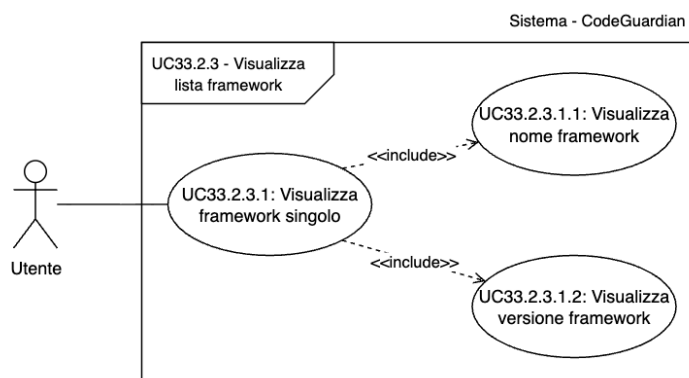 Sistema - CodeGuardian
UC33.2.3 - Visualizza
lista framework
UC33.2.3.1.1: Visualizza
nome framework
<<include>>
UC33.2.3.1: Visualizza
framework singolo
Utente
<<include>>
UC33.2.3.1.2: Visualizza
versione framework